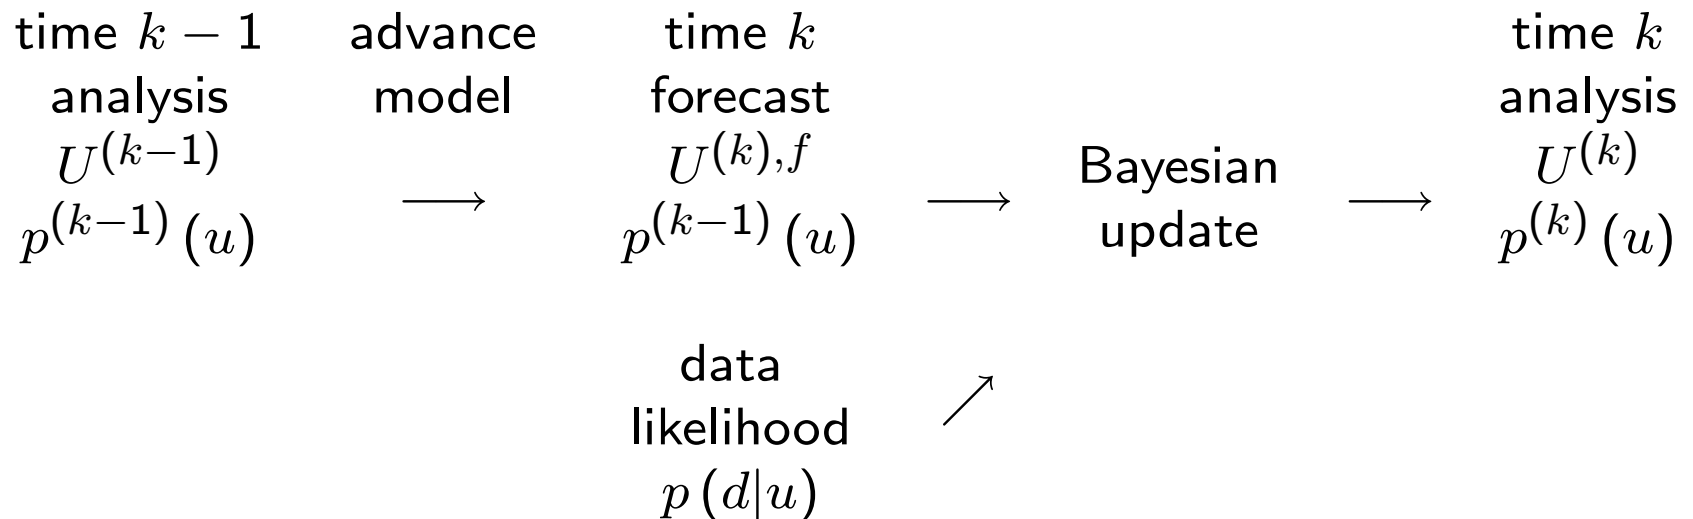 time k − 1 advance time k time k
analysis model forecast analysis
U^(k−1) U^(k),f Bayesian U^(k)
p^(k−1) (u) ⟶ p^(k−1) (u) ⟶ update ⟶ p^(k) (u)
data
likelihood ↗
p (d|u)